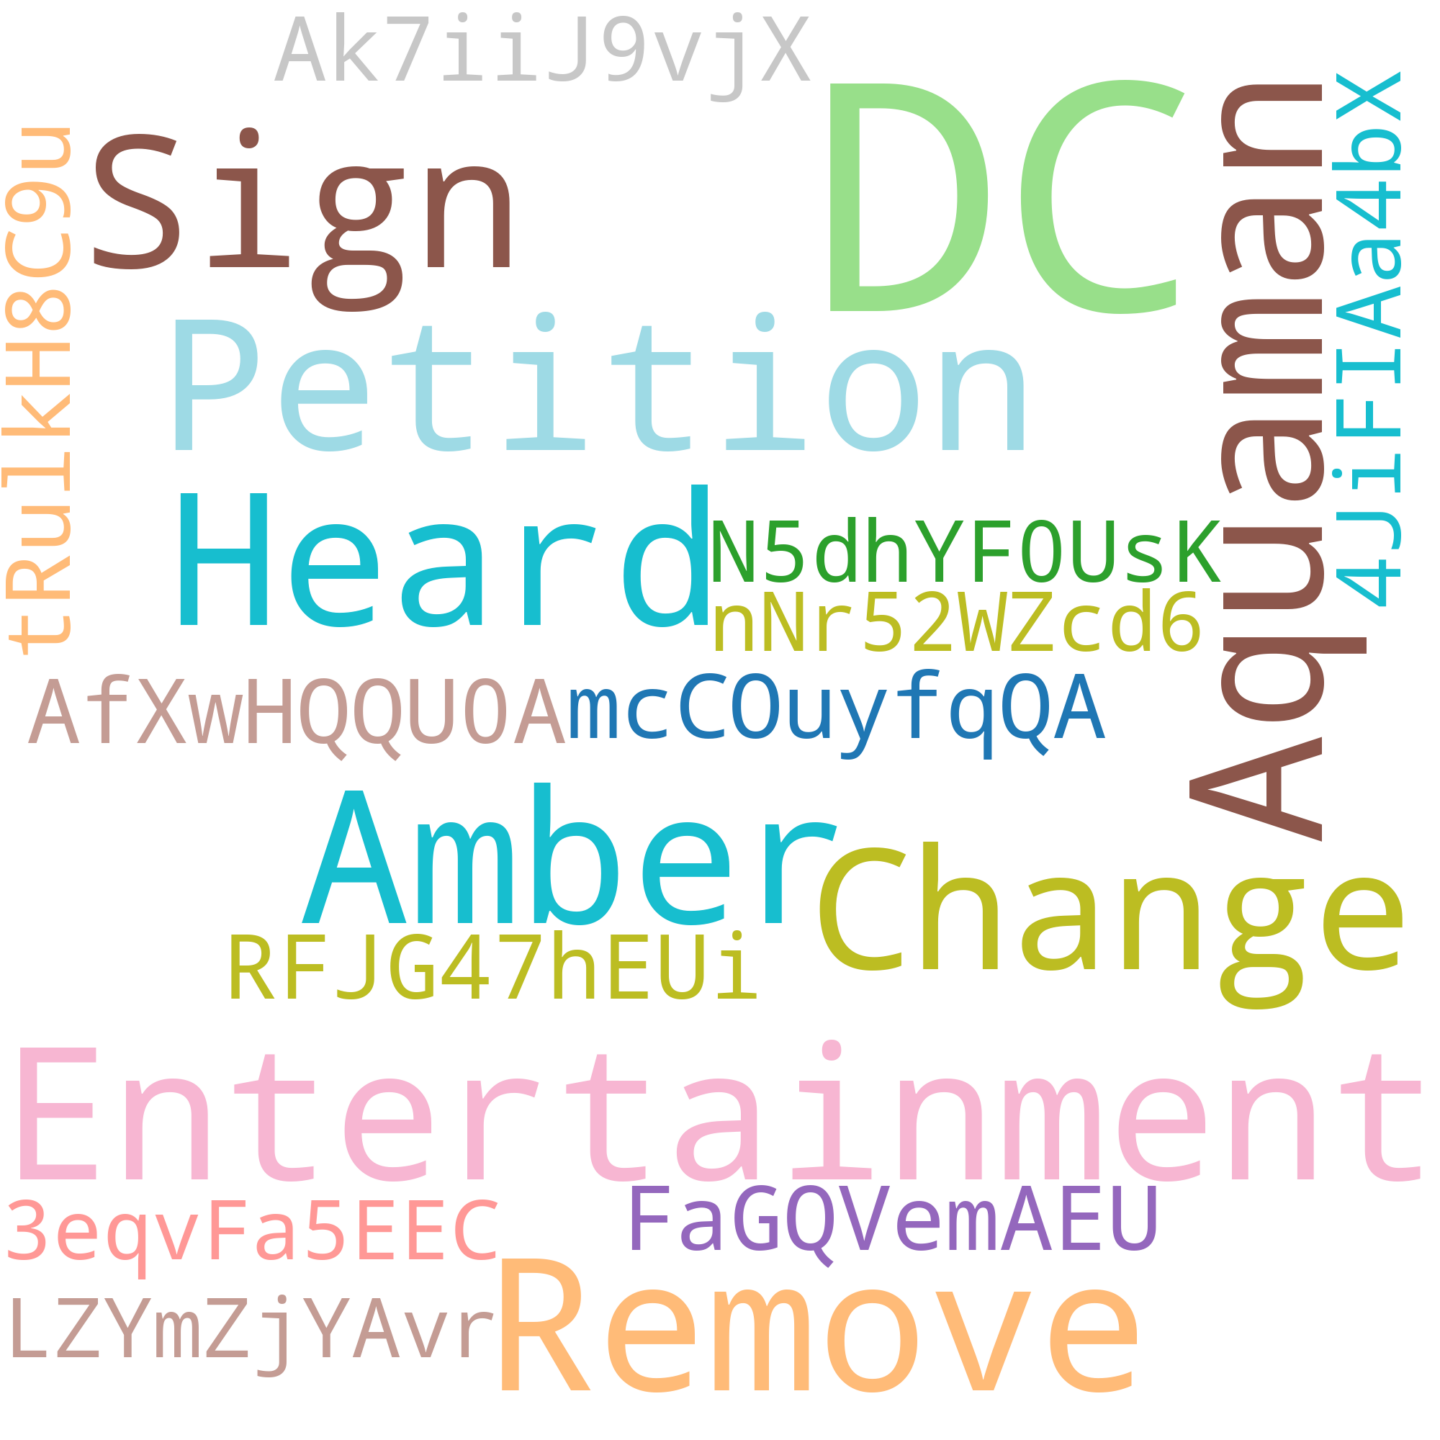 Ak7iiJ9vjX
DC
Sign
Aquaman
4JiFIAa4bX
tRulkH8C9u
Petition
Heard
N5dhYF0UsK
nNr52WZcd6
AfXwHQQU0A
mcCOuyfqQA
Amber
Change
RFJG47hEUi
Entertainment
3eqvFa5EEC
FaGQVemAEU
LZYmZjYAvr
Remove